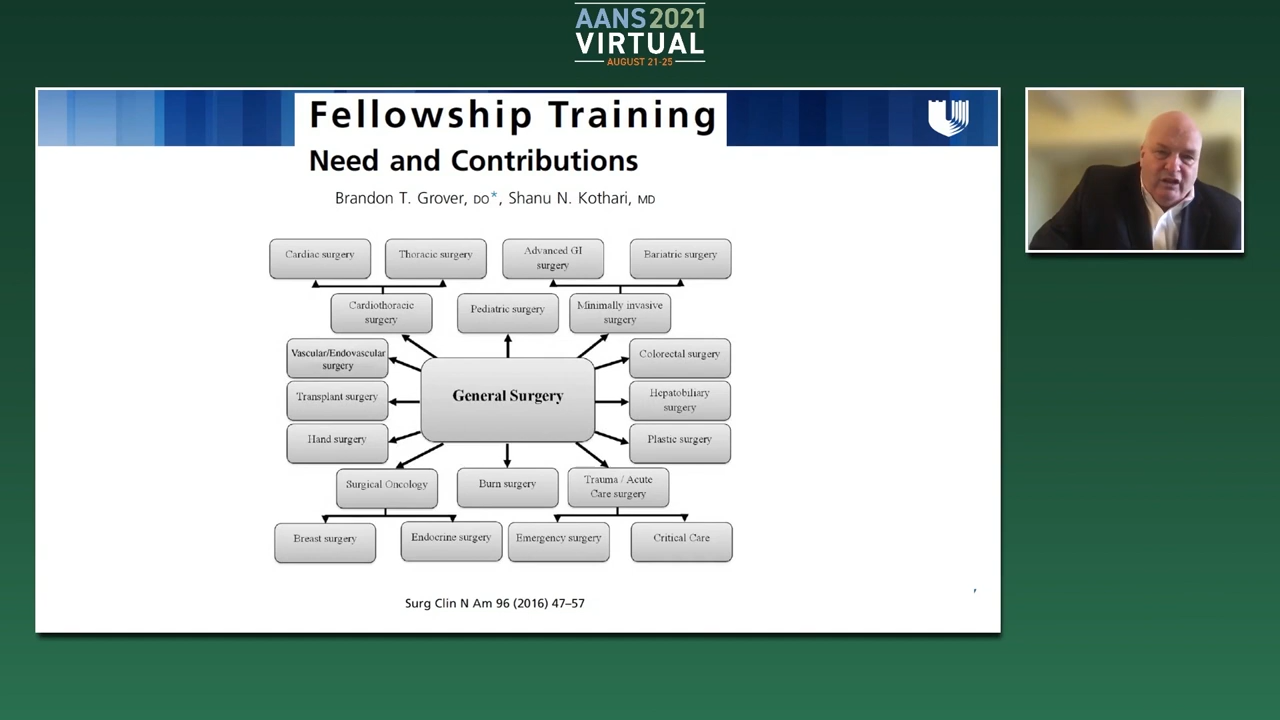 AANS 2021
VIRTUAL
AUGUST 21-25
Fellowship Training
Need and Contributions
Brandon T. Grover, DO*, Shanu N. Kothari, MD
Cardiac surgery
Thoracic surgery
Advanced GI
surgery
Bariatric surgery
Cardiothoracic
surgery
Pediatric surgery
Minimally invasive
surgery
Vascular/Endovascular
surgery
General Surgery
Colorectal surgery
Transplant surgery
Hepatobiliary
surgery
Hand surgery
Plastic surgery
Surgical Oncology
Burn surgery
Trauma / Acute
Care surgery
Breast surgery
Endocrine surgery
Emergency surgery
Critical Care
Surg Clin N Am 96 (2016) 47–57